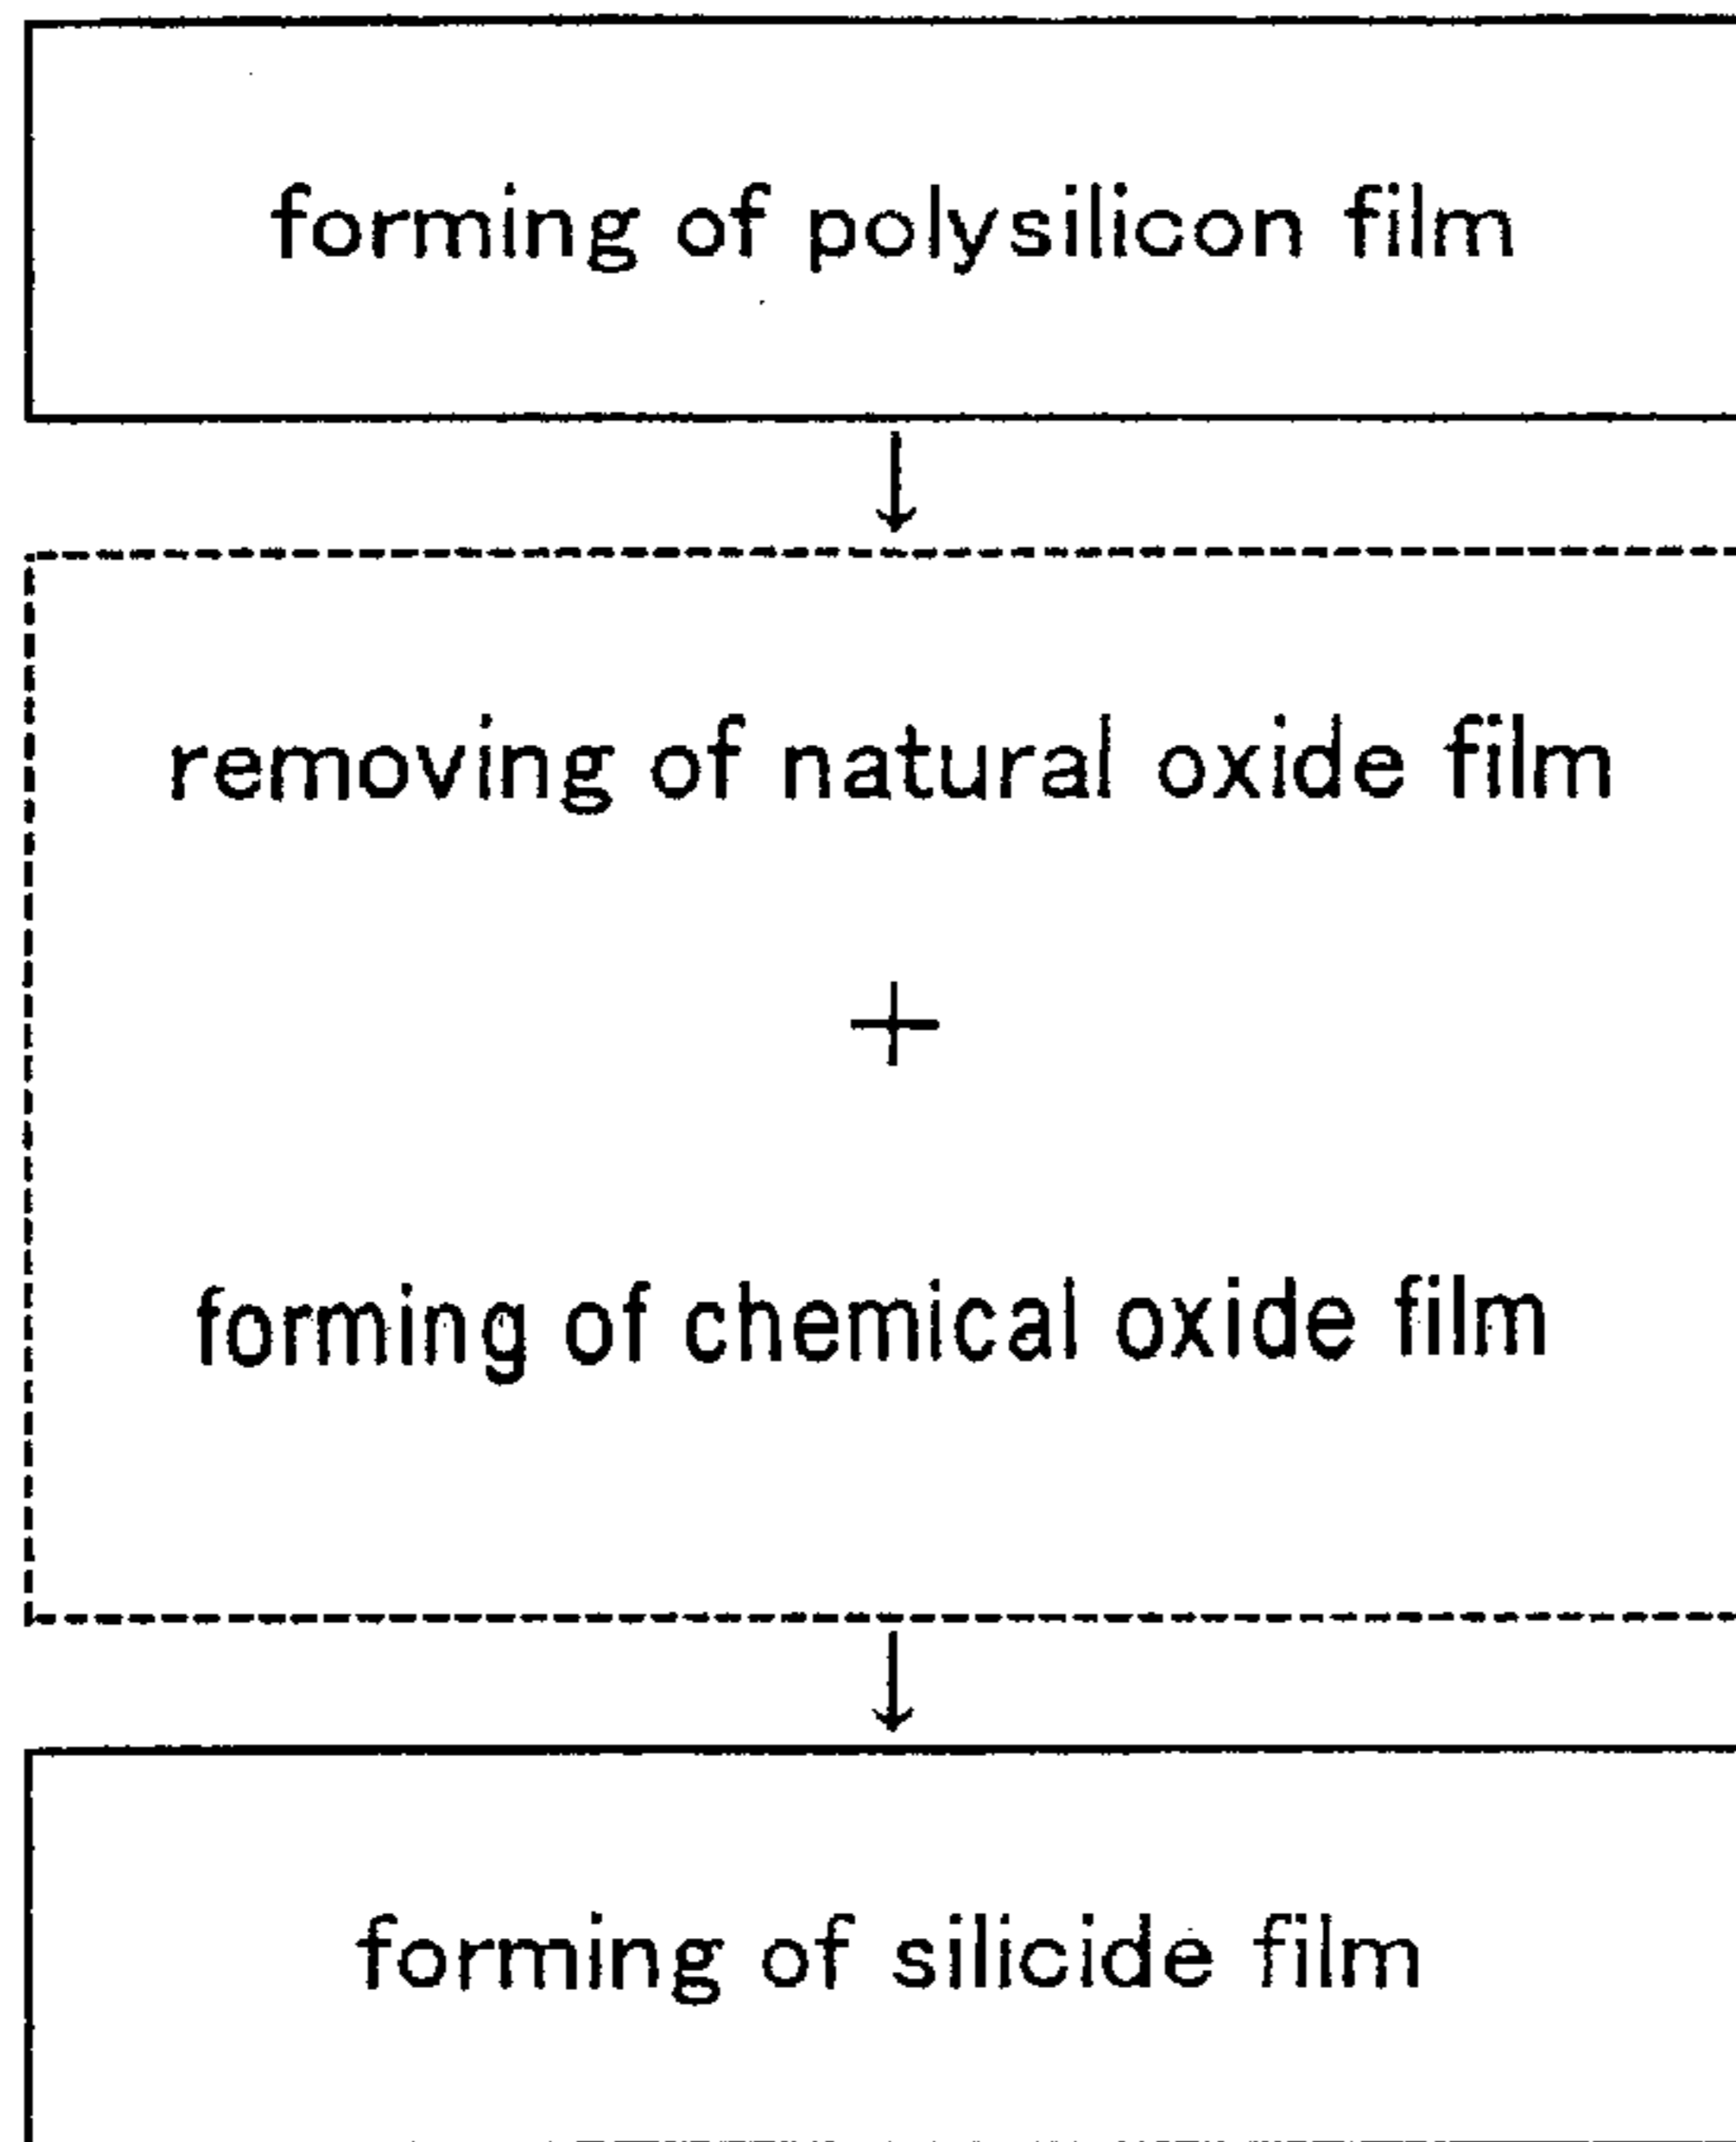 forming of polysilicon film
removing of natural oxide film
+
forming of chemical oxide film
forming of silicide film